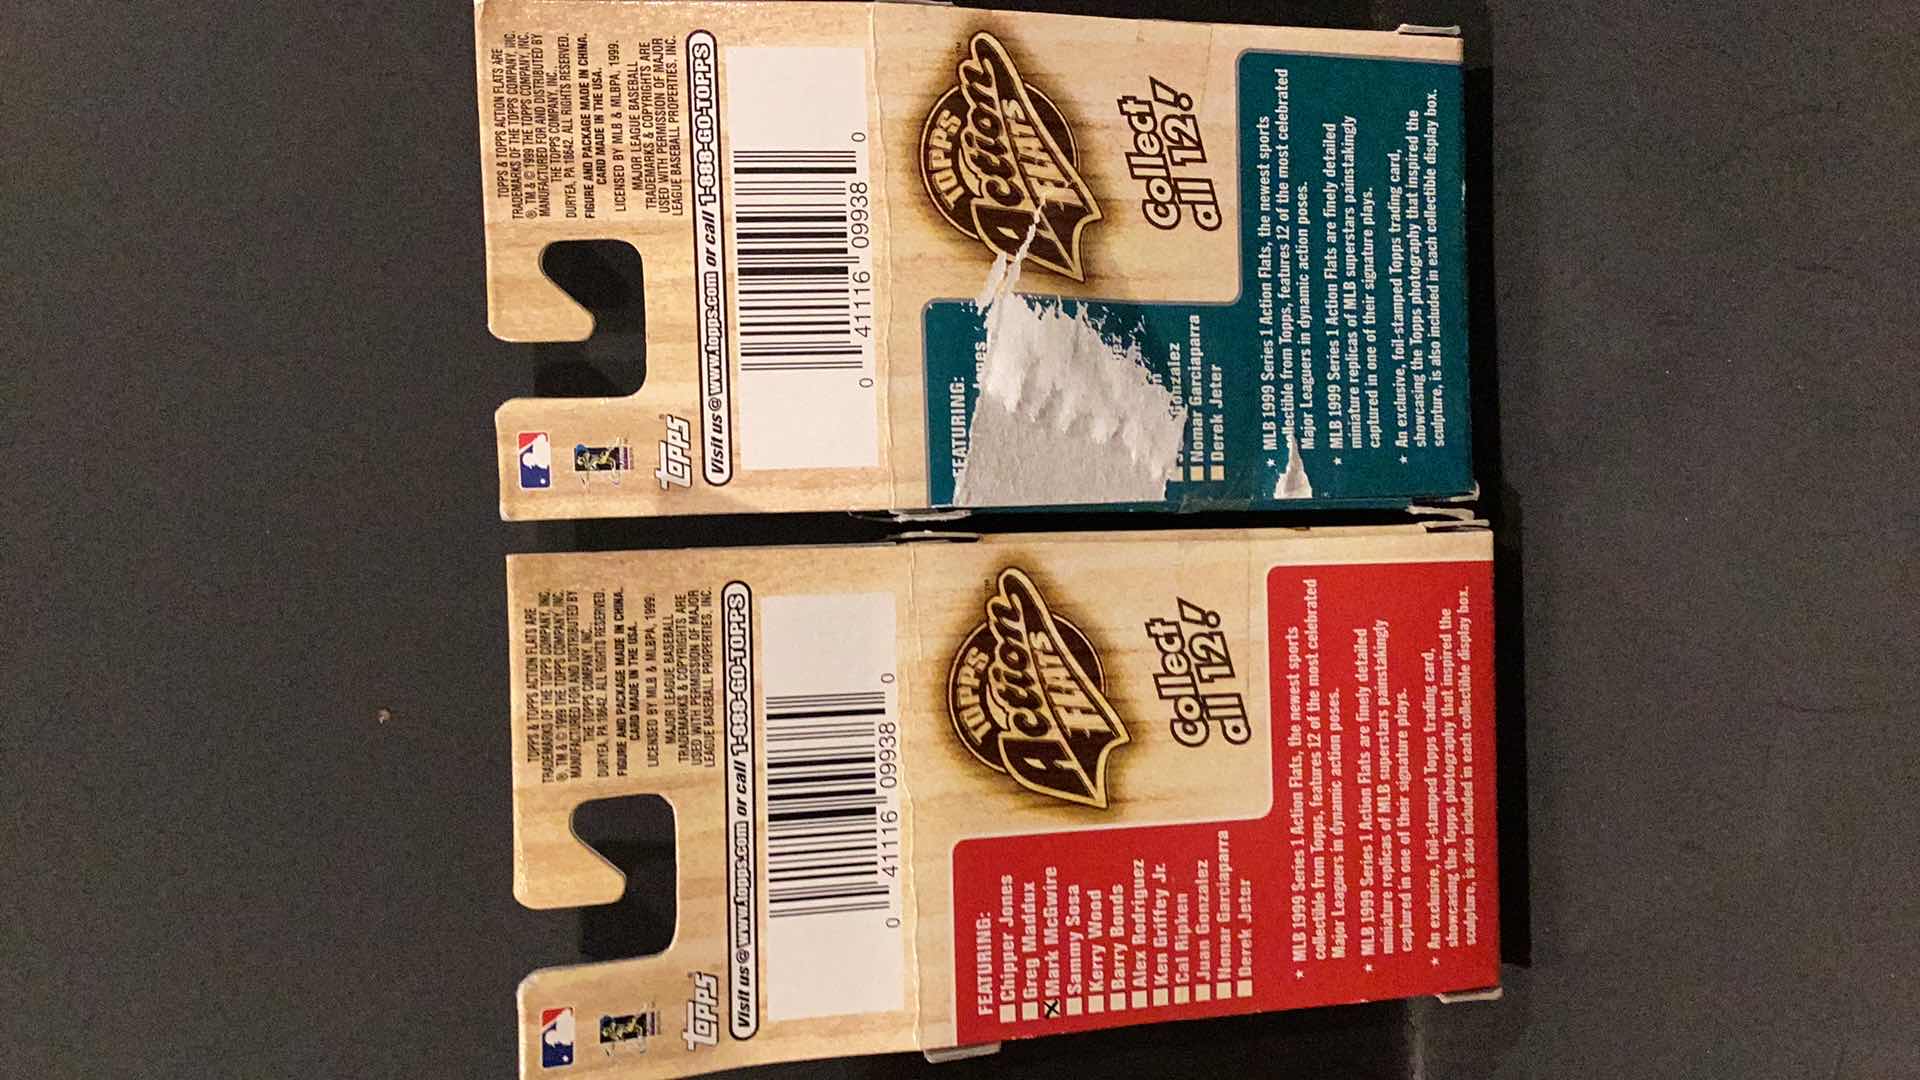 TOPPS & TOPPS ACTION FLATS ARE
TRADEMARKS OF THE TOPPS COMPANY, INC.
®, TM & © 1999 THE TOPPS COMPANY, INC.
MANUFACTURED FOR AND DISTRIBUTED BY
THE TOPPS COMPANY, INC.
DURYEA, PA 18642. ALL RIGHTS RESERVED.
FIGURE AND PACKAGE MADE IN CHINA.
CARD MADE IN THE USA.
LICENSED BY MLB & MLBPA, 1999.
MAJOR LEAGUE BASEBALL
TRADEMARKS & COPYRIGHTS ARE
USED WITH PERMISSION OF MAJOR
LEAGUE BASEBALL PROPERTIES, INC.
TOPPS®
Visit us @ www.topps.com or call 1-888-GO-TOPPS
0 41116 09938 0
TOPPS
Action
FLATS™
Collect
all 12!
FEATURING:
Chipper Jones
Greg Maddux
Mark McGwire
Sammy Sosa
Kerry Wood
Barry Bonds
Alex Rodriguez
Ken Griffey Jr.
Cal Ripken
Juan Gonzalez
Nomar Garciaparra
Derek Jeter
★ MLB 1999 Series 1 Action Flats, the newest sports
collectible from Topps, features 12 of the most celebrated
Major Leaguers in dynamic action poses.
★ MLB 1999 Series 1 Action Flats are finely detailed
miniature replicas of MLB superstars painstakingly
captured in one of their signature plays.
★ An exclusive, foil-stamped Topps trading card,
showcasing the Topps photography that inspired the
sculpture, is also included in each collectible display box.
TOPPS & TOPPS ACTION FLATS ARE
TRADEMARKS OF THE TOPPS COMPANY, INC.
®, TM & © 1999 THE TOPPS COMPANY, INC.
MANUFACTURED FOR AND DISTRIBUTED BY
THE TOPPS COMPANY, INC.
DURYEA, PA 18642. ALL RIGHTS RESERVED.
FIGURE AND PACKAGE MADE IN CHINA.
CARD MADE IN THE USA.
LICENSED BY MLB & MLBPA, 1999.
MAJOR LEAGUE BASEBALL
TRADEMARKS & COPYRIGHTS ARE
USED WITH PERMISSION OF MAJOR
LEAGUE BASEBALL PROPERTIES, INC.
TOPPS®
Visit us @ www.topps.com or call 1-888-GO-TOPPS
0 41116 09938 0
TOPPS
Action
FLATS™
Collect
all 12!
FEATURING:
Jones
Nomar Garciaparra
Derek Jeter
★ MLB 1999 Series 1 Action Flats, the newest sports
collectible from Topps, features 12 of the most celebrated
Major Leaguers in dynamic action poses.
★ MLB 1999 Series 1 Action Flats are finely detailed
miniature replicas of MLB superstars painstakingly
captured in one of their signature plays.
★ An exclusive, foil-stamped Topps trading card,
showcasing the Topps photography that inspired the
sculpture, is also included in each collectible display box.